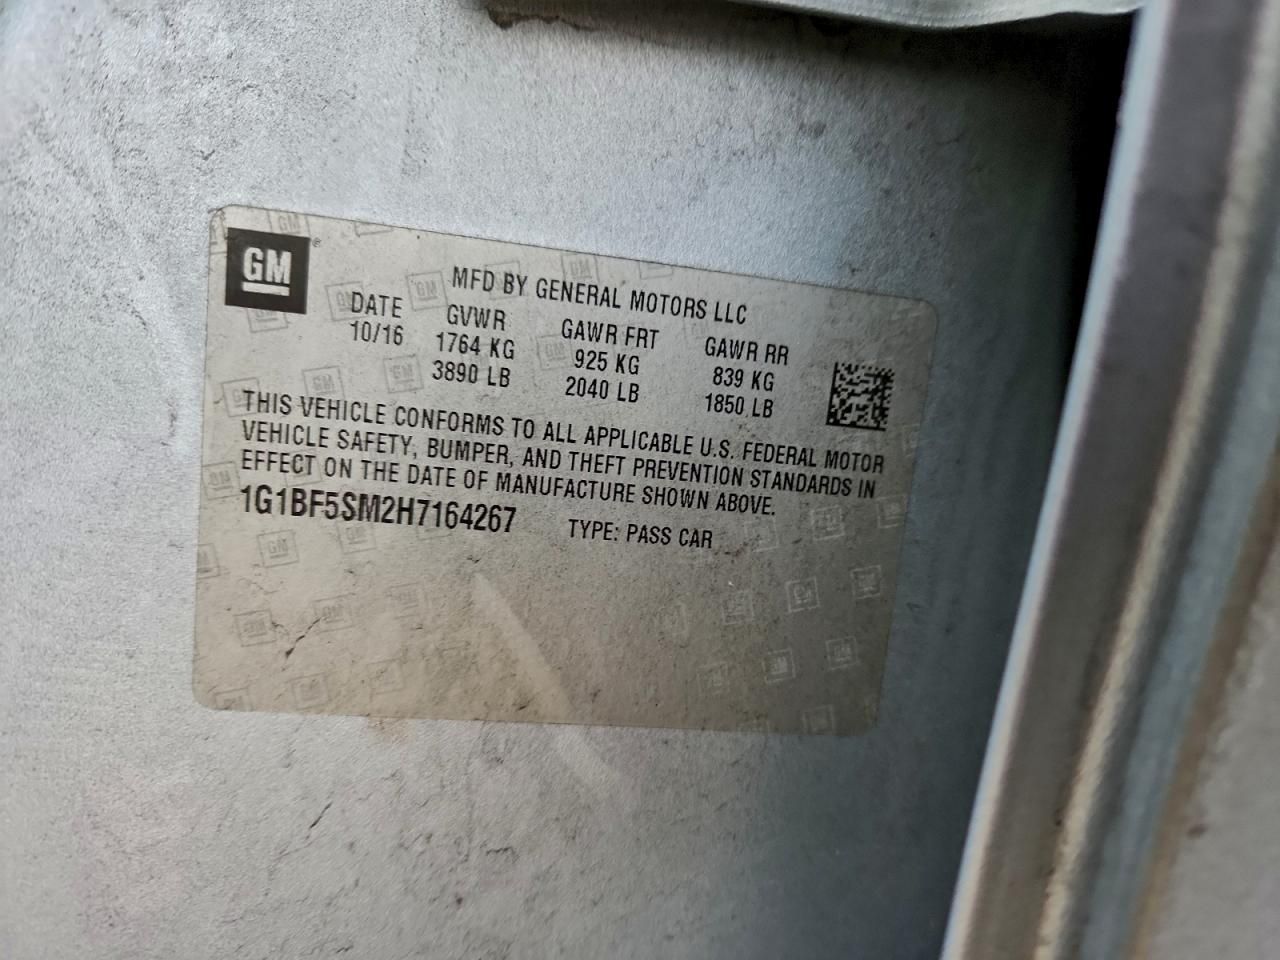 GM
MFD BY GENERAL MOTORS LLC
DATE GVWR GAWR FRT GAWR RR
10/16 1764 KG 925 KG 839 KG
3890 LB 2040 LB 1850 LB
THIS VEHICLE CONFORMS TO ALL APPLICABLE U.S. FEDERAL MOTOR
VEHICLE SAFETY, BUMPER, AND THEFT PREVENTION STANDARDS IN
EFFECT ON THE DATE OF MANUFACTURE SHOWN ABOVE.
1G1BF5SM2H7164267 TYPE: PASS CAR